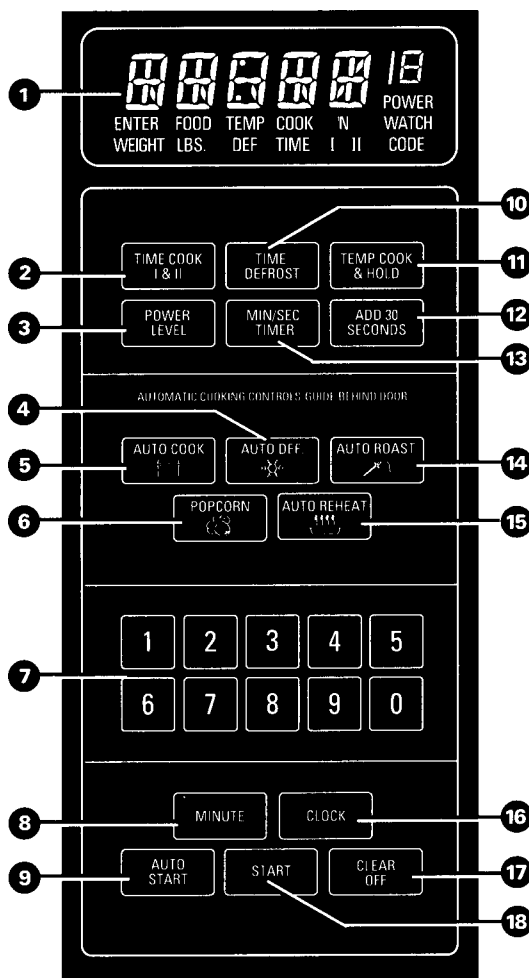 18
POWER
ENTER FOOD TEMP COOK 'N WATCH
WEIGHT LBS. DEF TIME I II CODE
1
10
TIME COOK
I & II
TIME
DEFROST
TEMP COOK
& HOLD
2
11
POWER
LEVEL
MIN/SEC
TIMER
ADD 30
SECONDS
3
12
13
AUTOMATIC COOKING CONTROLS GUIDE BEHIND DOOR
4
AUTO COOK
AUTO DEF.
AUTO ROAST
5
14
POPCORN
AUTO REHEAT
6
15
1 2 3 4 5
7
6 7 8 9 0
MINUTE
CLOCK
8
16
AUTO
START
START
CLEAR
OFF
9
17
18